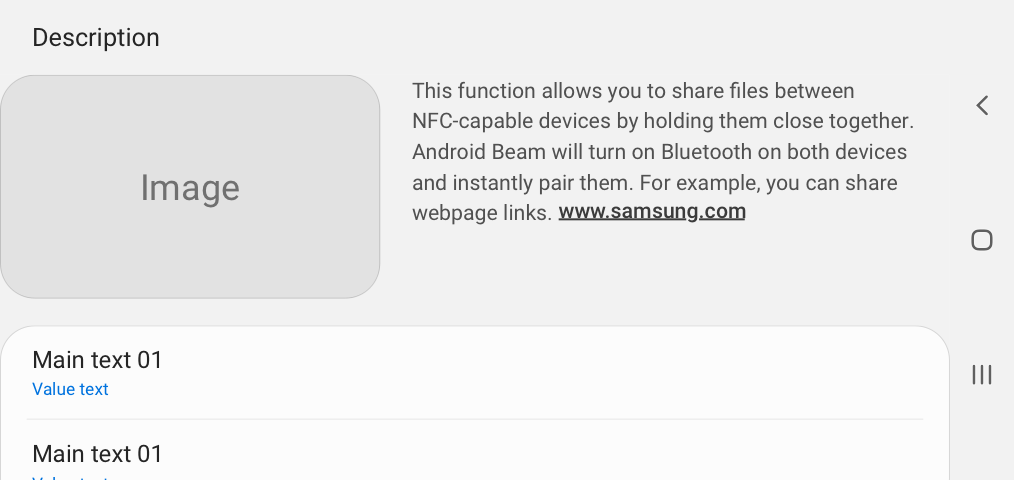 Description
Image
This function allows you to share files between
NFC-capable devices by holding them close together.
Android Beam will turn on Bluetooth on both devices
and instantly pair them. For example, you can share
webpage links. www.samsung.com
Main text 01
Value text
Main text 01